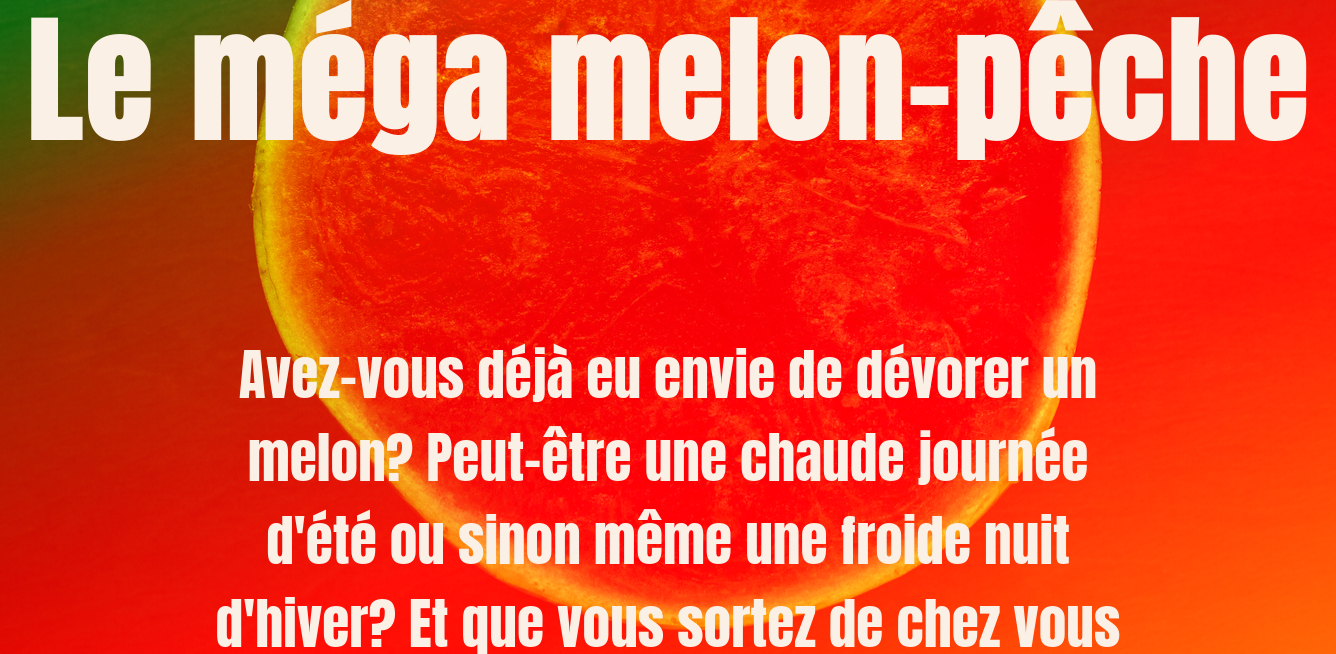 Le méga melon-pêche
Avez-vous déjà eu envie de dévorer un
melon? Peut-être une chaude journée
d'été ou sinon même une froide nuit
d'hiver? Et que vous sortez de chez vous